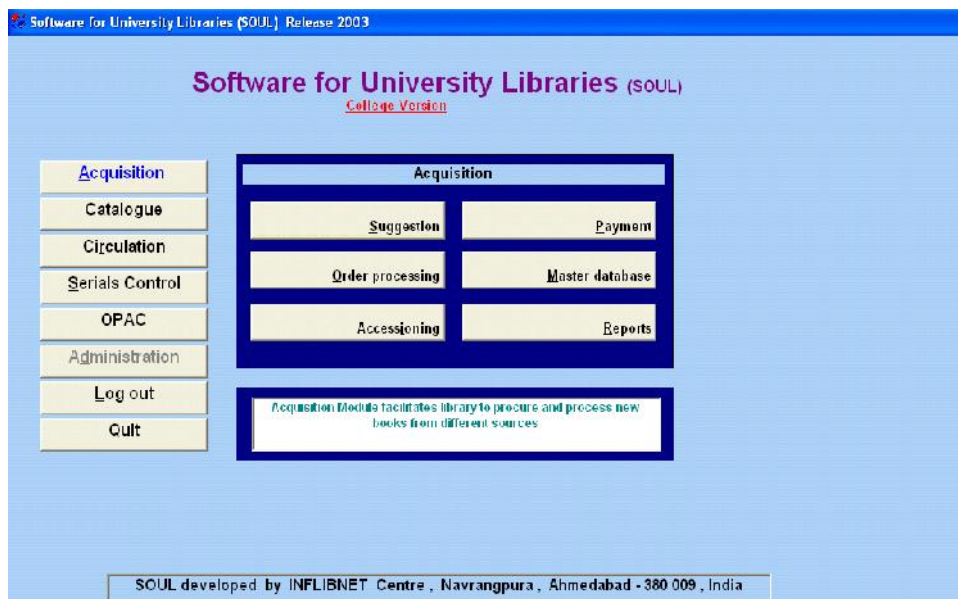 Software for University Libraries (SOUL) Release 2003
Software for University Libraries (SOUL)
College Version
Acquisition
Catalogue
Circulation
Serials Control
OPAC
Administration
Log out
Quit
Acquisition
Suggestion
Payment
Order processing
Master database
Accessioning
Reports
Acquisition Module facilitates library to procure and process new
books from different sources
SOUL developed by INFLIBNET Centre , Navrangpura , Ahmedabad - 380 009 , India